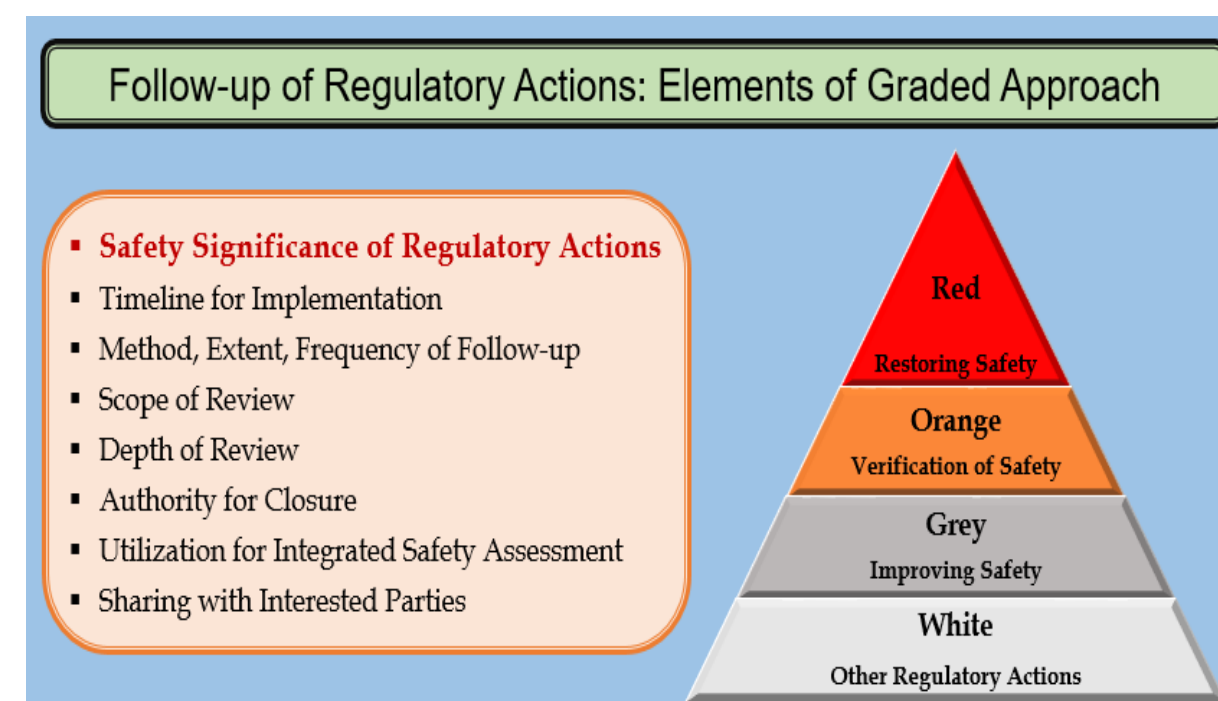 Follow-up of Regulatory Actions: Elements of Graded Approach
▪ Safety Significance of Regulatory Actions
▪ Timeline for Implementation
▪ Method, Extent, Frequency of Follow-up
▪ Scope of Review
▪ Depth of Review
▪ Authority for Closure
▪ Utilization for Integrated Safety Assessment
▪ Sharing with Interested Parties
Red
Restoring Safety
Orange
Verification of Safety
Grey
Improving Safety
White
Other Regulatory Actions